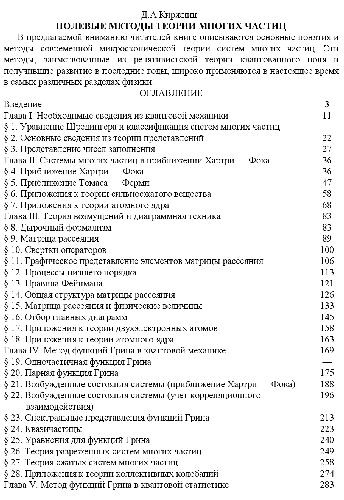 Д.А.Киржниц
ПОЛЕВЫЕ МЕТОДЫ ТЕОРИИ МНОГИХ ЧАСТИЦ
В предлагаемой вниманию читателей книге описываются основные понятия и
методы современной микроскопической теории систем многих частиц. Эти
методы, заимствованные из релятивистской теории квантованного поля и
получившие развитие в последние годы, широко применяются в настоящее время
в самых различных разделах физики.
ОГЛАВЛЕНИЕ
Введение 3
Глава I. Необходимые сведения из квантовой механики 11
§ 1. Уравнение Шредингера и классификация систем многих частиц
§ 2. Основные сведения из теории представлений 22
§ 3. Представление чисел заполнения 27
Глава II. Системы многих частиц в приближении Хартри — Фока 36
§ 4. Приближение Хартри — Фока 36
§ 5. Приближение Томаса — Ферми 47
§ 6. Приложения к теории сильносжатого вещества 58
§ 7. Приложения к теории атомного ядра 68
Глава III. Теория возмущений и диаграммная техника 83
§ 8. Дырочный формализм 83
§ 9. Матрица рассеяния 89
§ 10. Свертки операторов 100
§ 11. Графическое представление элементов матрицы рассеяния 106
§ 12. Процессы низшего порядка 113
§ 13. Правила Фейнмана 121
§ 14. Общая структура матрицы рассеяния 126
§ 15. Матрица рассеяния и физические величины 133
§ 16. Отбор главных диаграмм 145
§ 17. Приложения к теории двухэлектронных атомов 158
§ 18. Приложения к теории атомного ядра 163
Глава IV. Метод функций Грина в квантовой механике 169
§ 19. Одночастичная функция Грина —
§ 20. Парная функция Грина 175
§ 21. Возбужденные состояния системы (приближение Хартри — Фока) 188
§ 22. Возбужденные состояния системы (учет корреляционного 196
взаимодействия)
§ 23. Спектральные представления функций Грина 213
§ 24. Квазичастицы 223
§ 25. Уравнения для функций Грина 240
§ 26. Теория разреженных систем многих частиц 249
§ 27. Теория сжатых систем многих частиц 258
§ 28. Приложения к теории коллективных колебаний 274
Глава V. Метод функций Грина в квантовой статистике 283